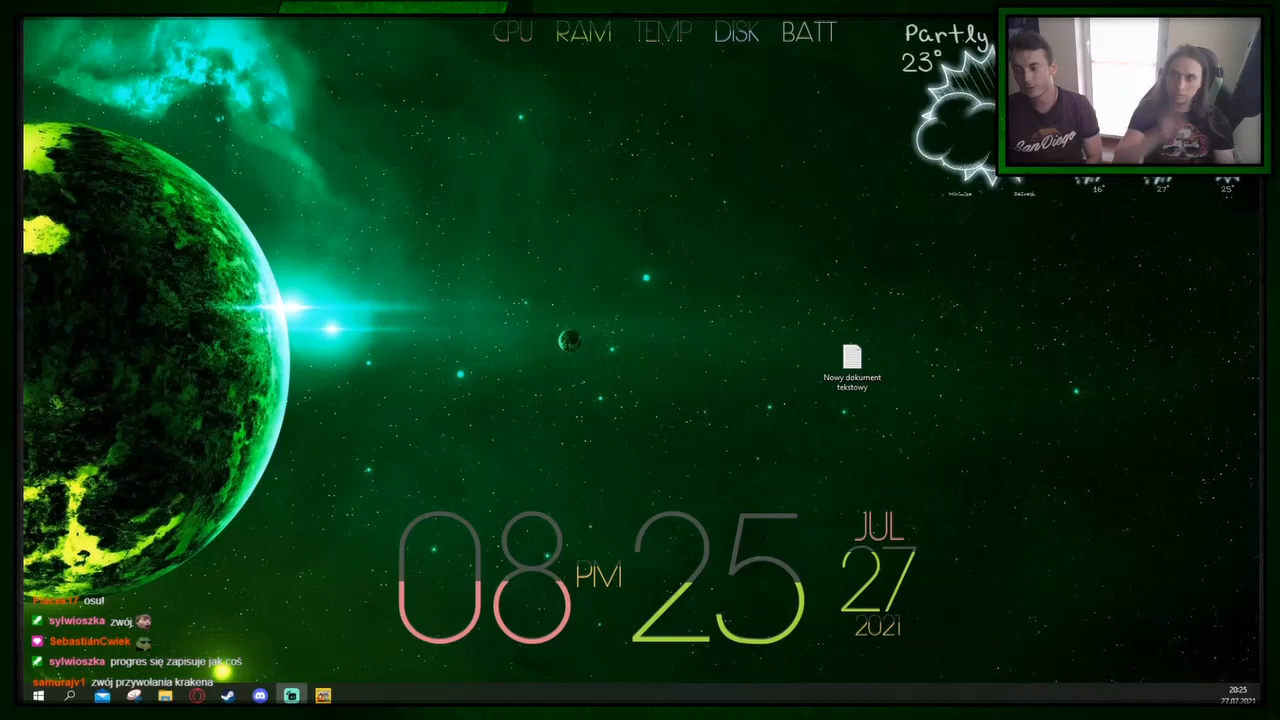 CPU RAM TEMP DISK BATT
Partly
23°
San Diego
Minimize Refresh 16° 27° 25°
Nowy dokument
tekstowy
08 PM 25
JUL
27
2021
osu!
sylwioszka zwój
SebastianCwiek
sylwioszka progres się zapisuje jak coś
samurajv1 zwój przywołania krakena
20:25
27.07.2021